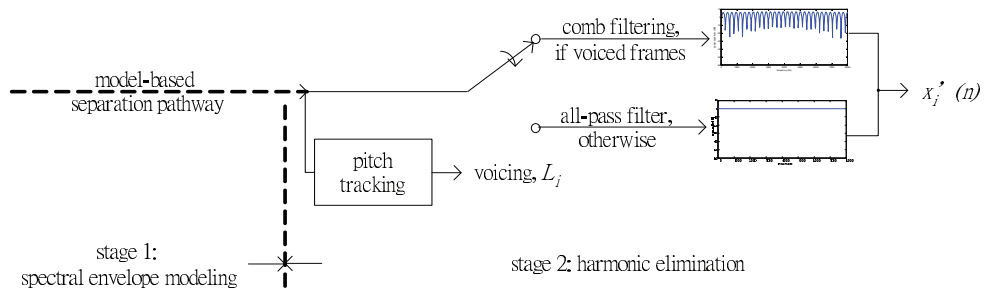 comb filtering,
if voiced frames
model-based
separation pathway
x_i' (n)
all-pass filter,
otherwise
pitch
tracking
voicing, L_i
stage 1:
spectral envelope modeling
stage 2: harmonic elimination